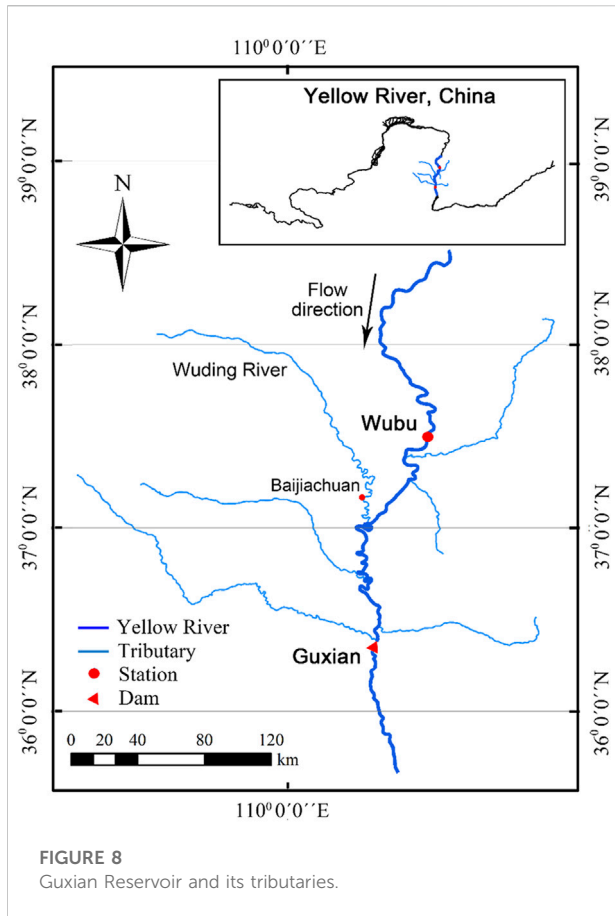 110⁰0′0″E
Yellow River, China
39⁰0′0″N
39⁰0′0″N
N
Flow
direction
38⁰0′0″N
38⁰0′0″N
Wuding River
Wubu
Baijiachuan
37⁰0′0″N
37⁰0′0″N
Yellow River
Tributary
Station
Dam
Guxian
36⁰0′0″N
36⁰0′0″N
0 20 40 80 120
km
110⁰0′0″E
FIGURE 8
Guxian Reservoir and its tributaries.